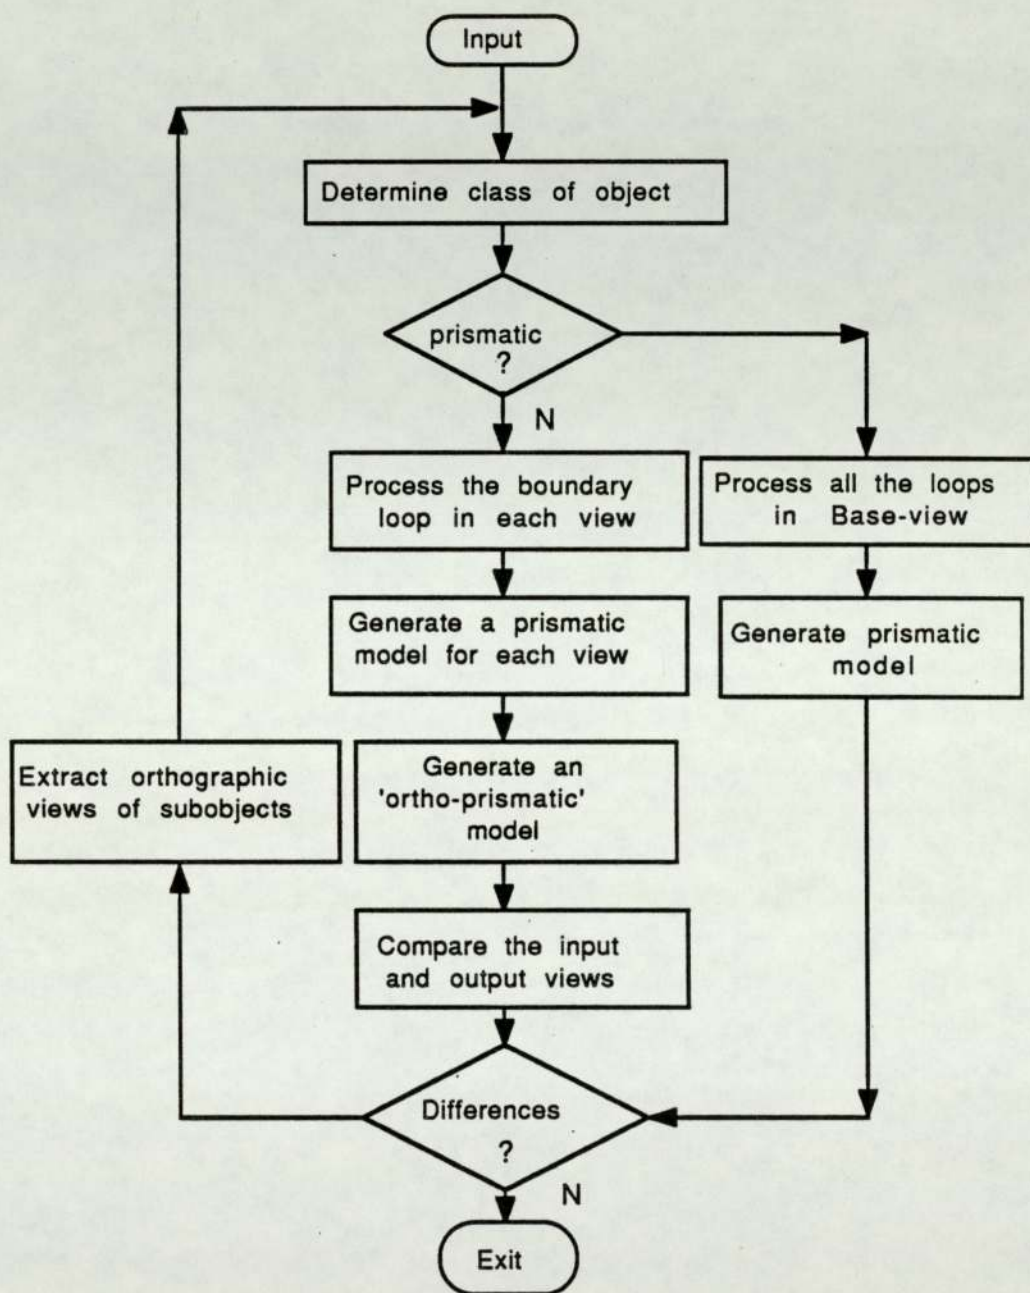 Input
Determine class of object
prismatic
?
N
Process the boundary
loop in each view
Process all the loops
in Base-view
Generate a prismatic
model for each view
Generate prismatic
model
Extract orthographic
views of subobjects
Generate an
'ortho-prismatic'
model
Compare the input
and output views
Differences
?
N
Exit